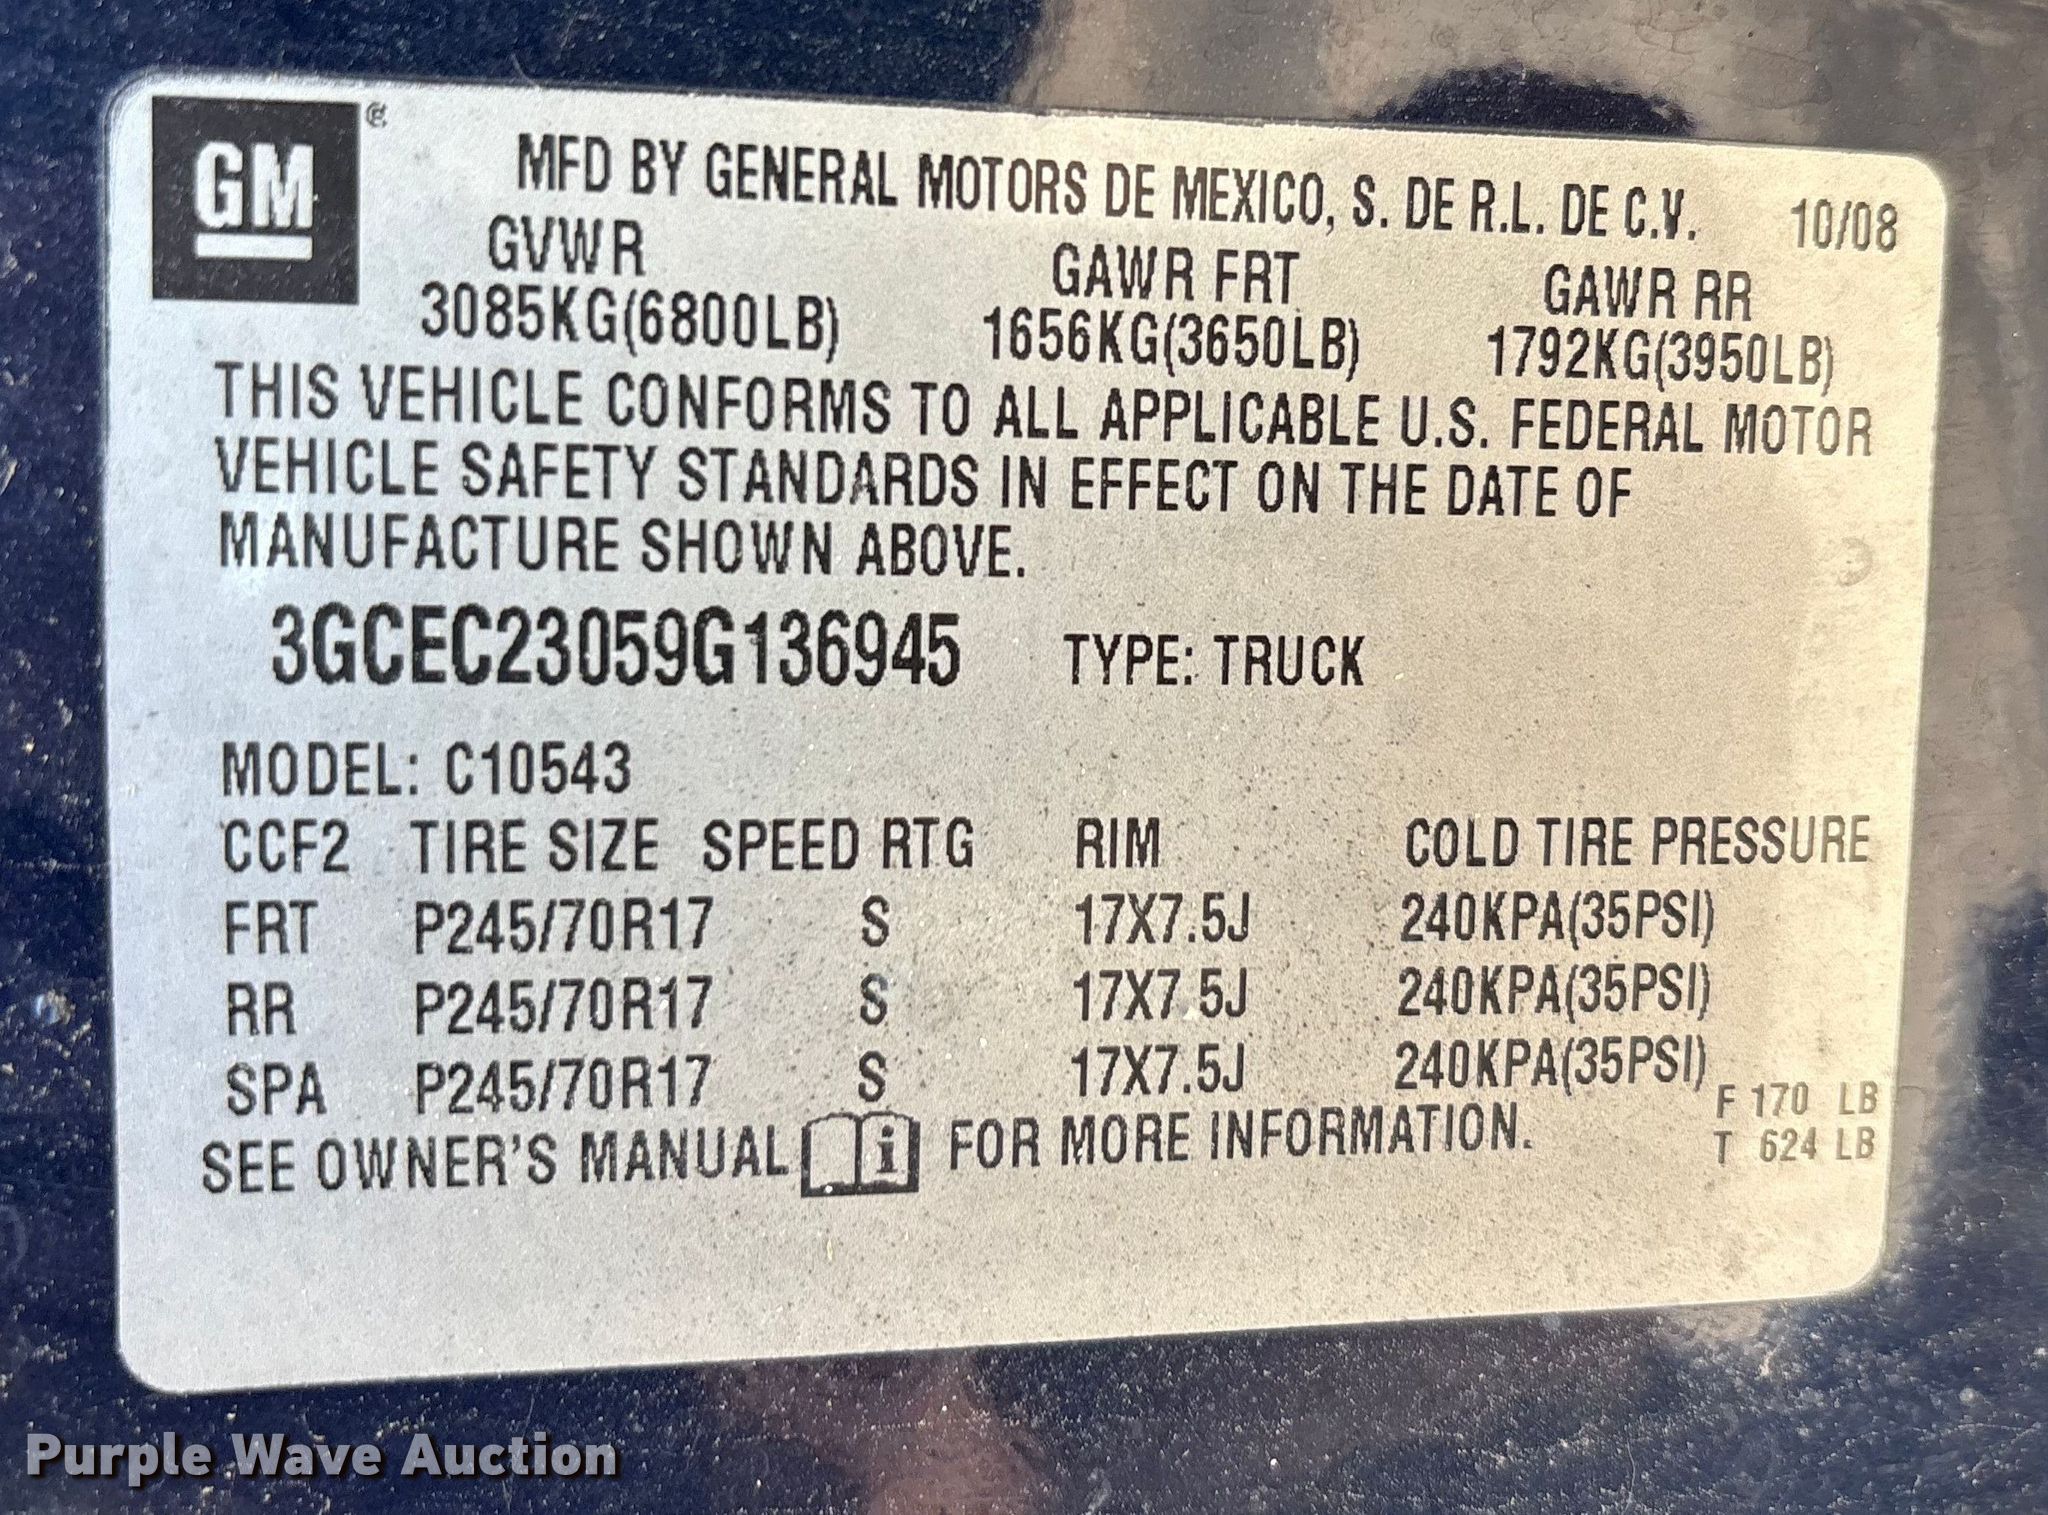 GM ®
MFD BY GENERAL MOTORS DE MEXICO, S. DE R.L. DE C.V. 10/08
GVWR GAWR FRT GAWR RR
3085KG(6800LB) 1656KG(3650LB) 1792KG(3950LB)
THIS VEHICLE CONFORMS TO ALL APPLICABLE U.S. FEDERAL MOTOR
VEHICLE SAFETY STANDARDS IN EFFECT ON THE DATE OF
MANUFACTURE SHOWN ABOVE.
3GCEC23059G136945 TYPE: TRUCK
MODEL: C10543
CCF2 TIRE SIZE SPEED RTG RIM COLD TIRE PRESSURE
FRT P245/70R17 S 17X7.5J 240KPA(35PSI)
RR P245/70R17 S 17X7.5J 240KPA(35PSI)
SPA P245/70R17 S 17X7.5J 240KPA(35PSI)
F 170 LB
SEE OWNER'S MANUAL i FOR MORE INFORMATION.
T 624 LB
Purple Wave Auction